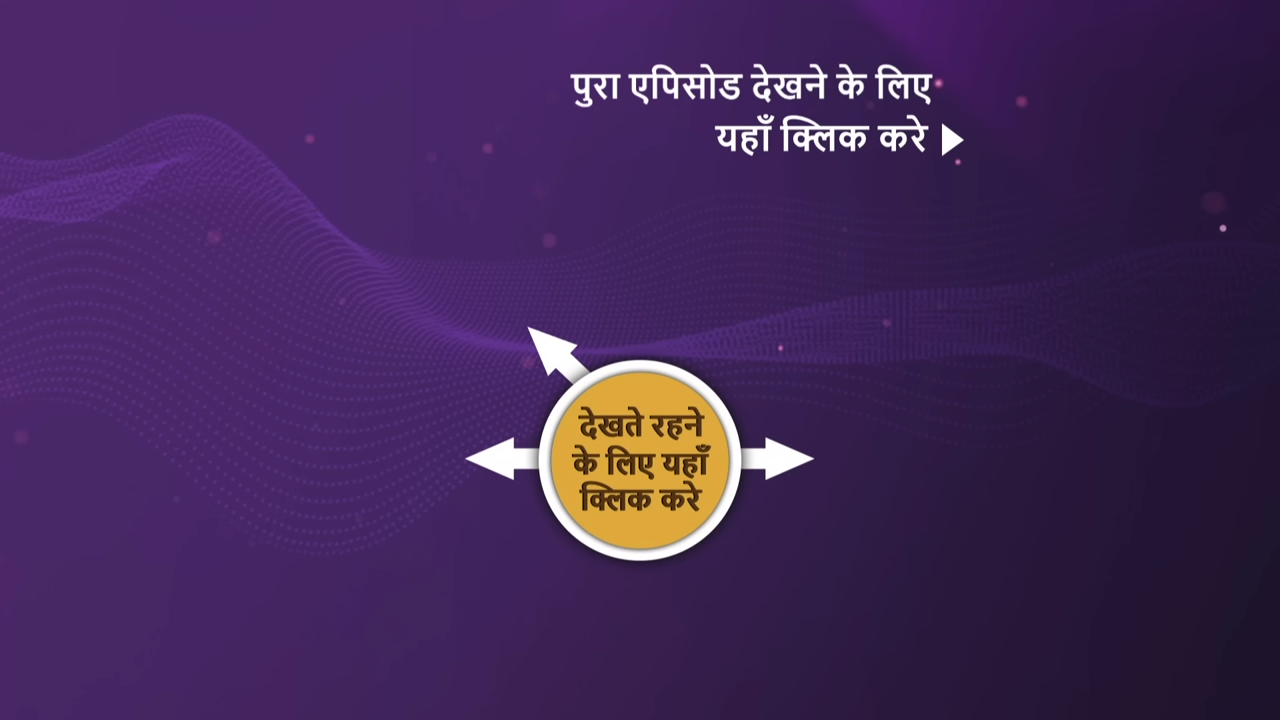 पुरा एपिसोड देखने के लिए
यहाँ क्लिक करे
देखते रहने
के लिए यहाँ
क्लिक करे